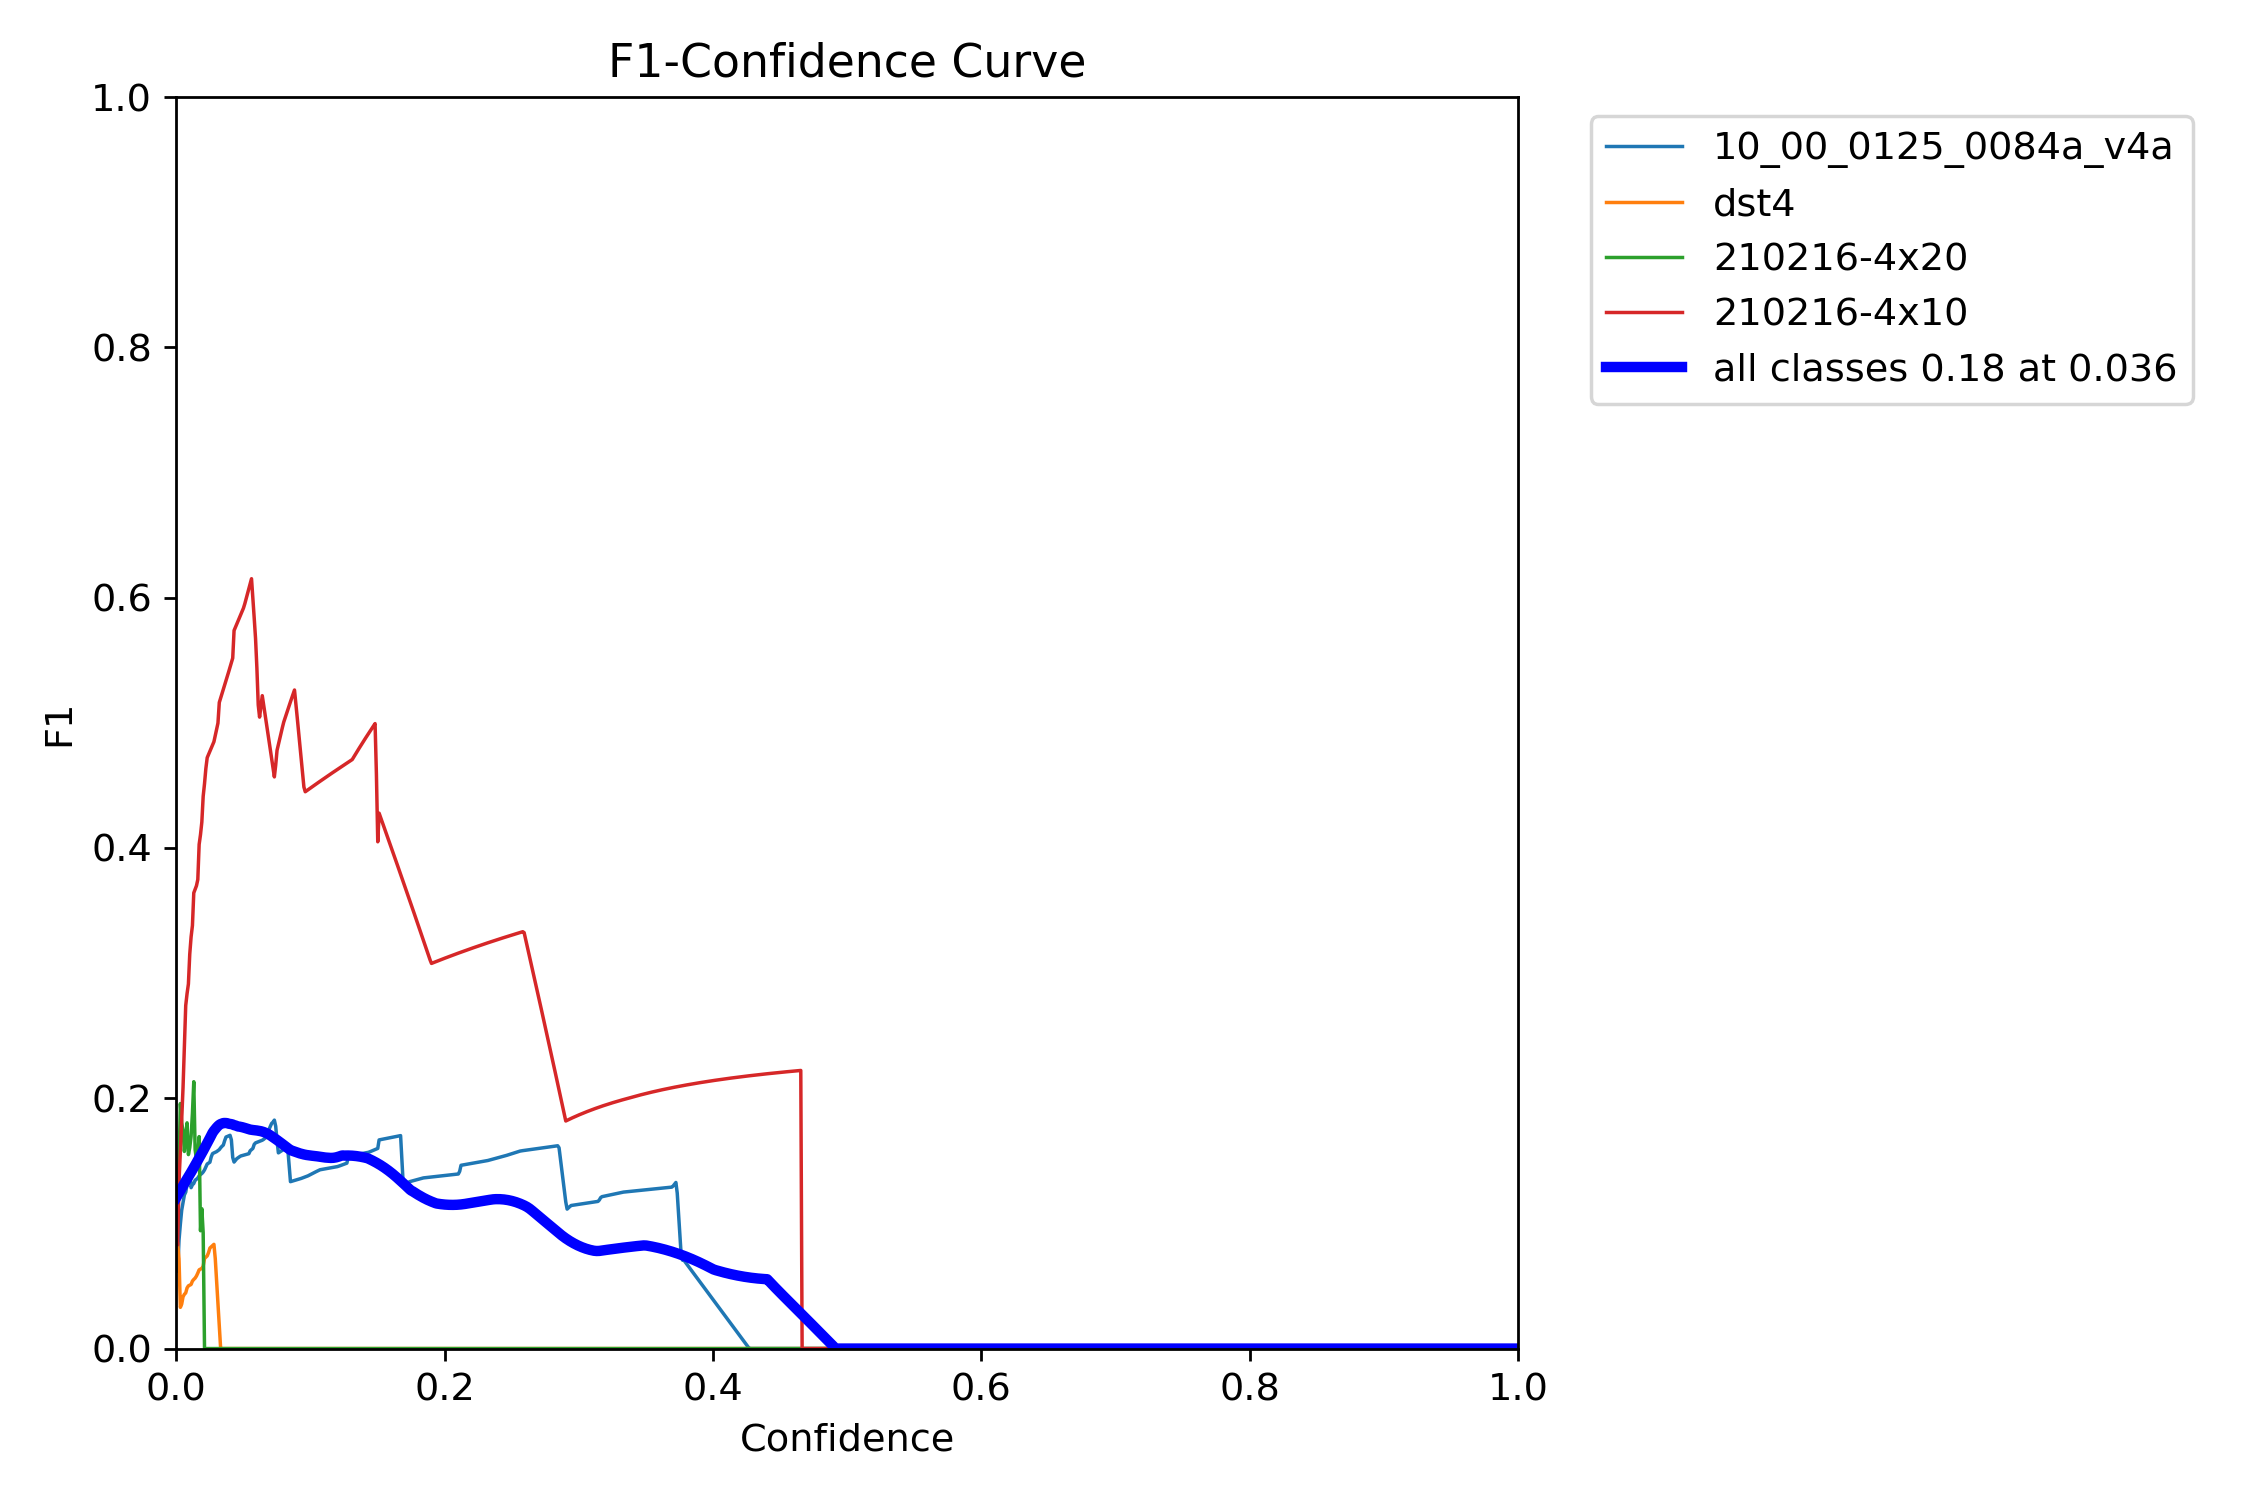 F1-Confidence Curve
1.0
0.8
0.6
0.4
0.2
0.0
F1
0.0 0.2 0.4 0.6 0.8 1.0
Confidence
10_00_0125_0084a_v4a
dst4
210216-4x20
210216-4x10
all classes 0.18 at 0.036